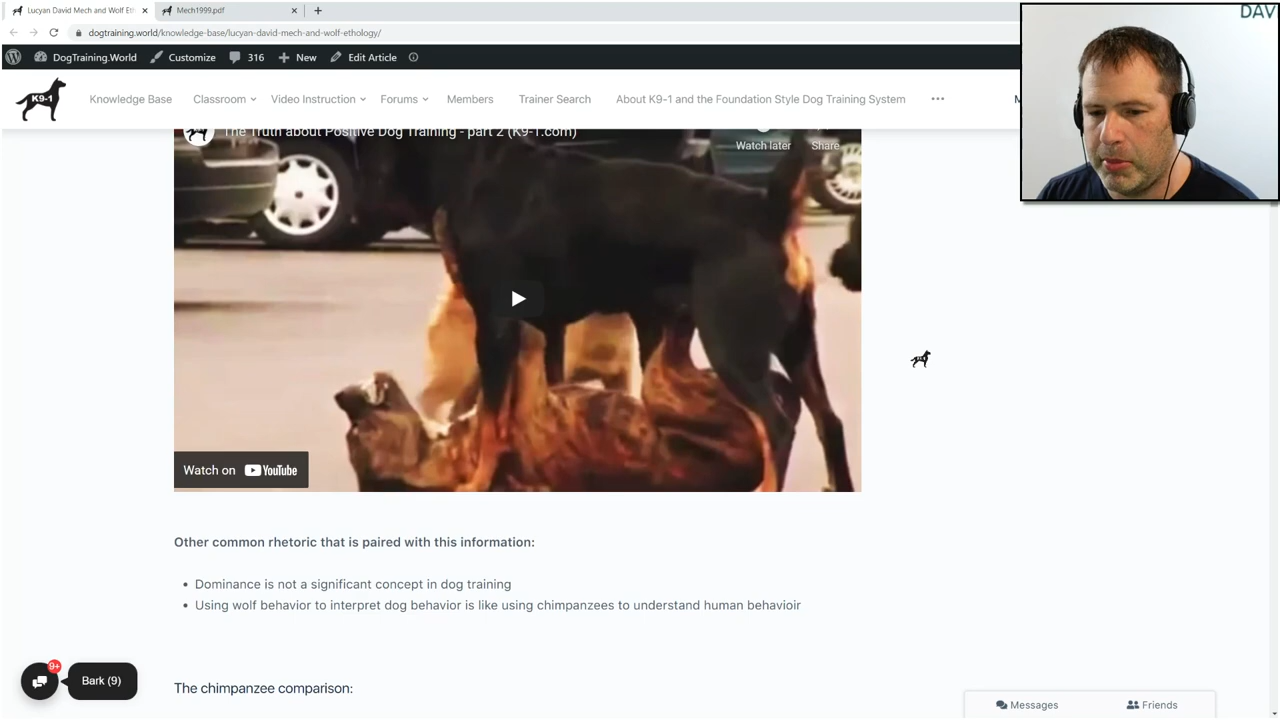 Lucyan David Mech and Wolf Eth
Mech1999.pdf
dogtraining.world/knowledge-base/lucyan-david-mech-and-wolf-ethology/
DogTraining.World
Customize
316
New
Edit Article
DAV
K9-1
Knowledge Base
Classroom
Video Instruction
Forums
Members
Trainer Search
About K9-1 and the Foundation Style Dog Training System
M
The Truth about Positive Dog Training - part 2 (K9-1.com)
Watch later
Share
Watch on YouTube
Other common rhetoric that is paired with this information:
• Dominance is not a significant concept in dog training
• Using wolf behavior to interpret dog behavior is like using chimpanzees to understand human behavioir
9+
Bark (9)
The chimpanzee comparison:
Messages
Friends